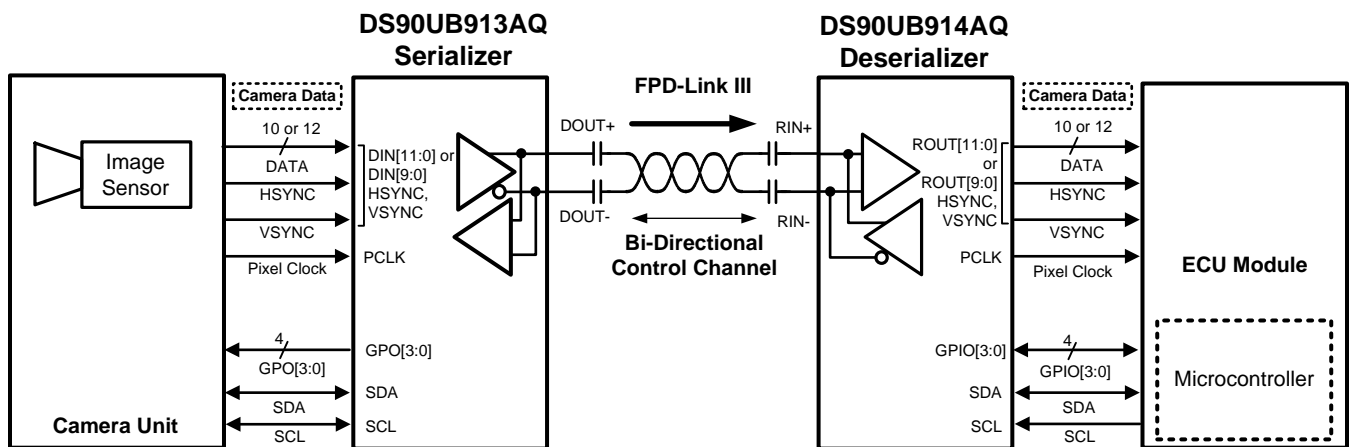 DS90UB913AQ
Serializer
DS90UB914AQ
Deserializer
Camera Data
FPD-Link III
Camera Data
Image
Sensor
10 or 12
DATA
HSYNC
VSYNC
Pixel Clock
4
GPO[3:0]
SDA
SCL
Camera Unit
DIN[11:0] or
DIN[9:0]
HSYNC,
VSYNC
PCLK
GPO[3:0]
SDA
SCL
DOUT+
DOUT-
RIN+
RIN-
Bi-Directional
Control Channel
ROUT[11:0]
or
ROUT[9:0]
HSYNC,
VSYNC
PCLK
GPIO[3:0]
SDA
SCL
10 or 12
DATA
HSYNC
VSYNC
Pixel Clock
4
GPIO[3:0]
SDA
SCL
ECU Module
Microcontroller